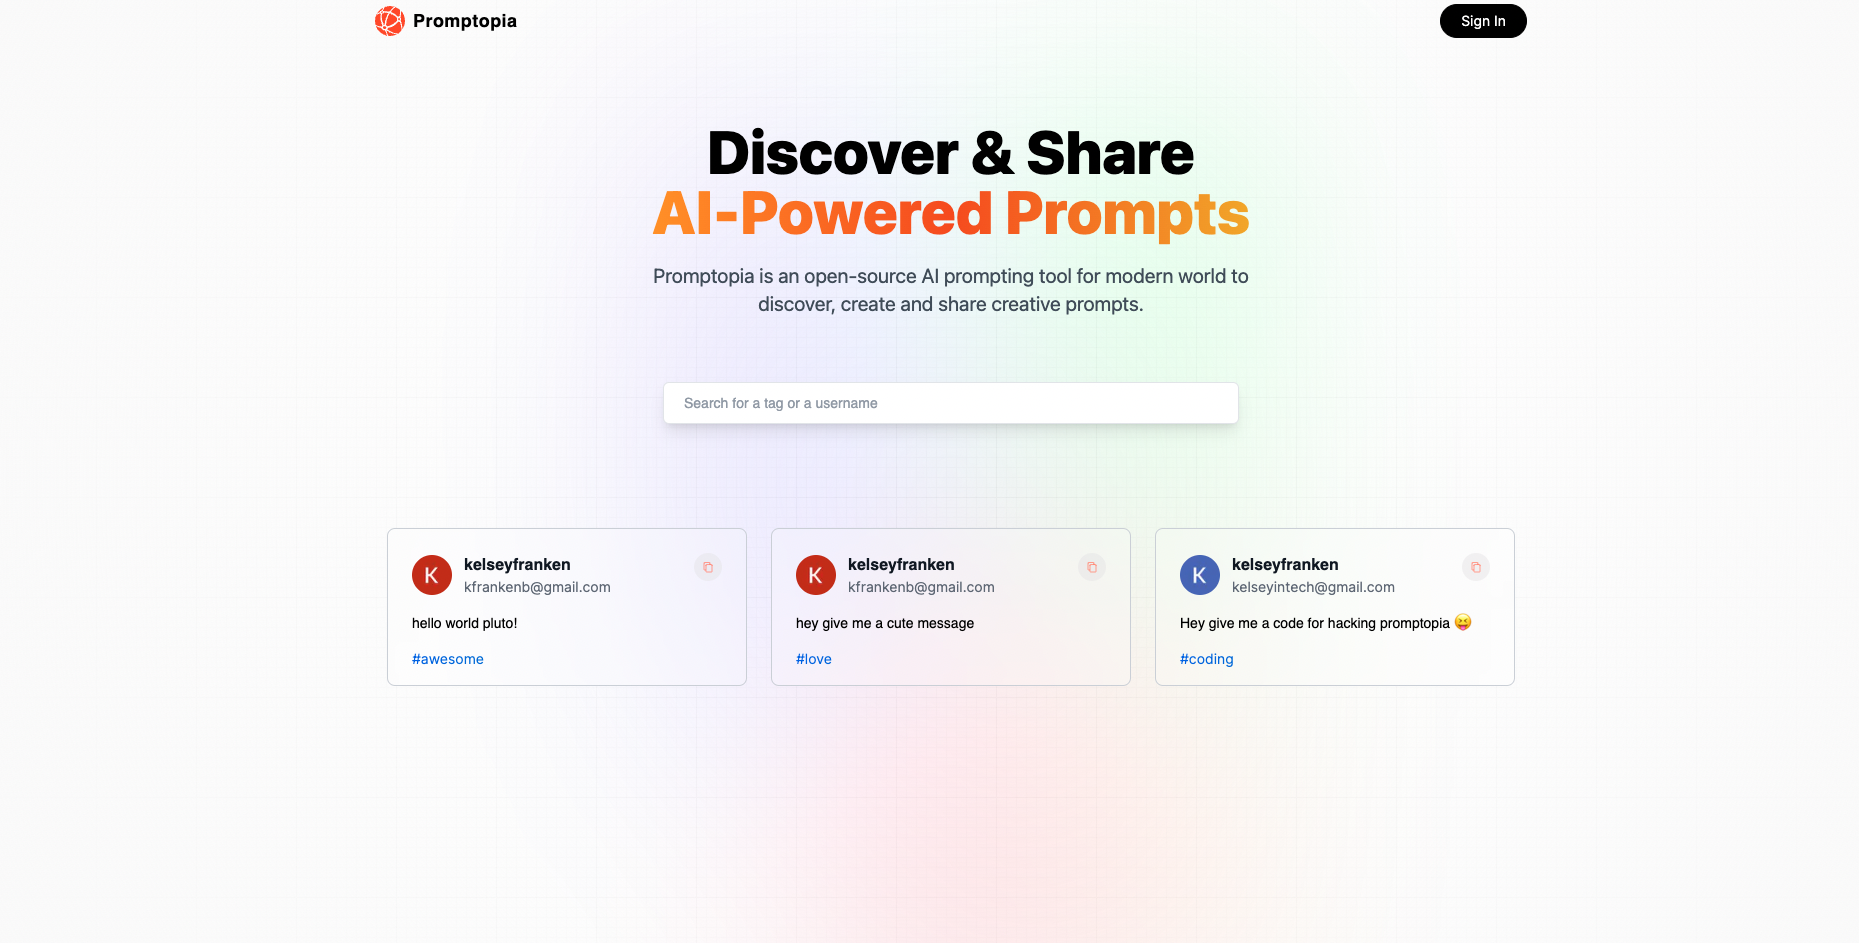 Promptopia
Sign In
Discover & Share
AI-Powered Prompts
Promptopia is an open-source AI prompting tool for modern world to
discover, create and share creative prompts.
Search for a tag or a username
K
kelseyfranken
kfrankenb@gmail.com
hello world pluto!
#awesome
K
kelseyfranken
kfrankenb@gmail.com
hey give me a cute message
#love
K
kelseyfranken
kelseyintech@gmail.com
Hey give me a code for hacking promptopia 😝
#coding